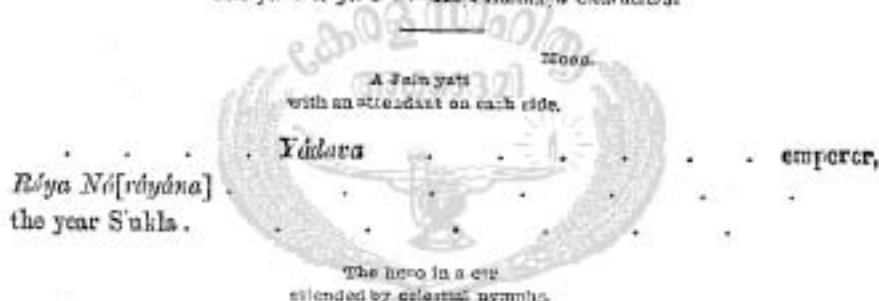 Moon.
A Jain yati
with an attendant on each side.
. . . . Yádava . . . . . . emperor,
Ráya Ná[ráyána] . . . . . . .
the year S'ukla . . . . . . .
The hero in a car
attended by celestial nymphs.